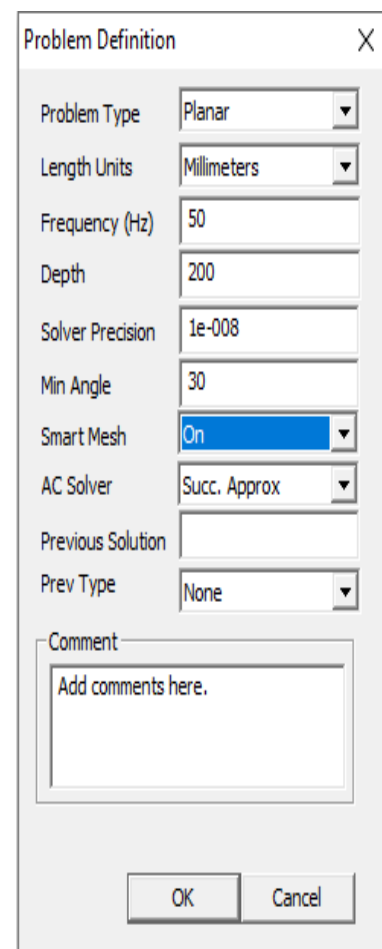 Problem Definition
Problem Type Planar
Length Units Millimeters
Frequency (Hz) 50
Depth 200
Solver Precision 1e-008
Min Angle 30
Smart Mesh On
AC Solver Succ. Approx
Previous Solution
Prev Type None
Comment
Add comments here.
OK Cancel